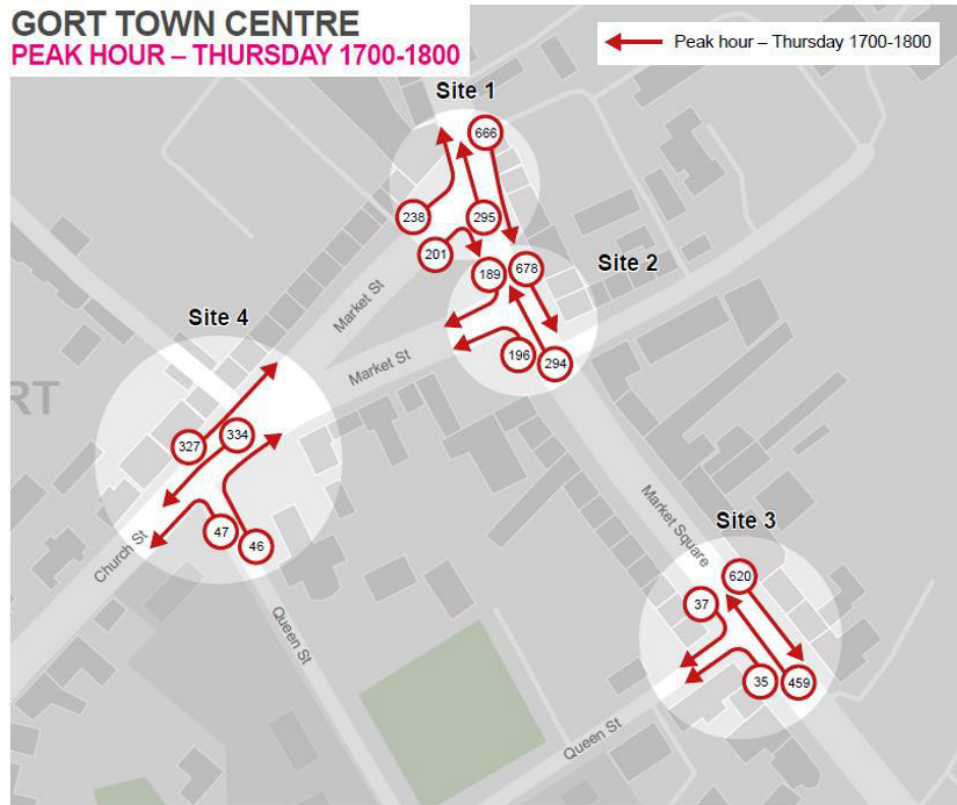 GORT TOWN CENTRE
PEAK HOUR – THURSDAY 1700-1800
Peak hour – Thursday 1700-1800
Site 1
666
238
295
201
189
678
Site 2
Market St
Site 4
Market St
196
294
RT
327
334
Market Square
Site 3
47
46
Church St
620
37
Queen St
35
459
Queen St